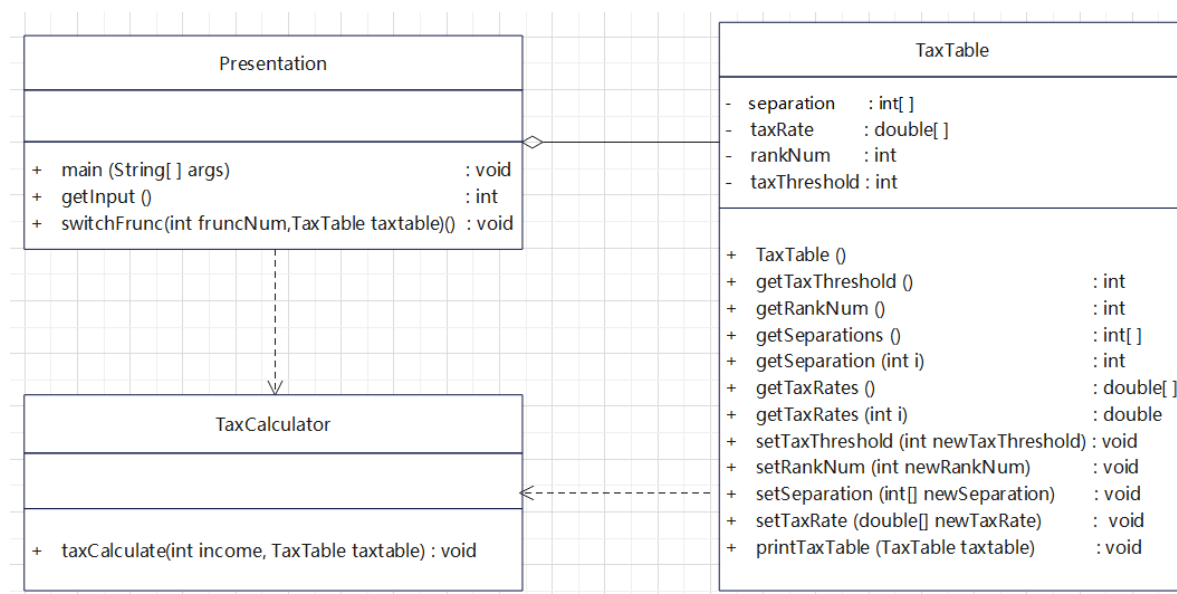 Presentation
+ main (String[ ] args) : void
+ getInput () : int
+ switchFrunc(int fruncNum,TaxTable taxtable)() : void
TaxCalculator
+ taxCalculate(int income, TaxTable taxtable) : void
TaxTable
- separation : int[ ]
- taxRate : double[ ]
- rankNum : int
- taxThreshold : int
+ TaxTable ()
+ getTaxThreshold () : int
+ getRankNum () : int
+ getSeparations () : int[ ]
+ getSeparation (int i) : int
+ getTaxRates () : double[ ]
+ getTaxRates (int i) : double
+ setTaxThreshold (int newTaxThreshold) : void
+ setRankNum (int newRankNum) : void
+ setSeparation (int[] newSeparation) : void
+ setTaxRate (double[] newTaxRate) : void
+ printTaxTable (TaxTable taxtable) : void